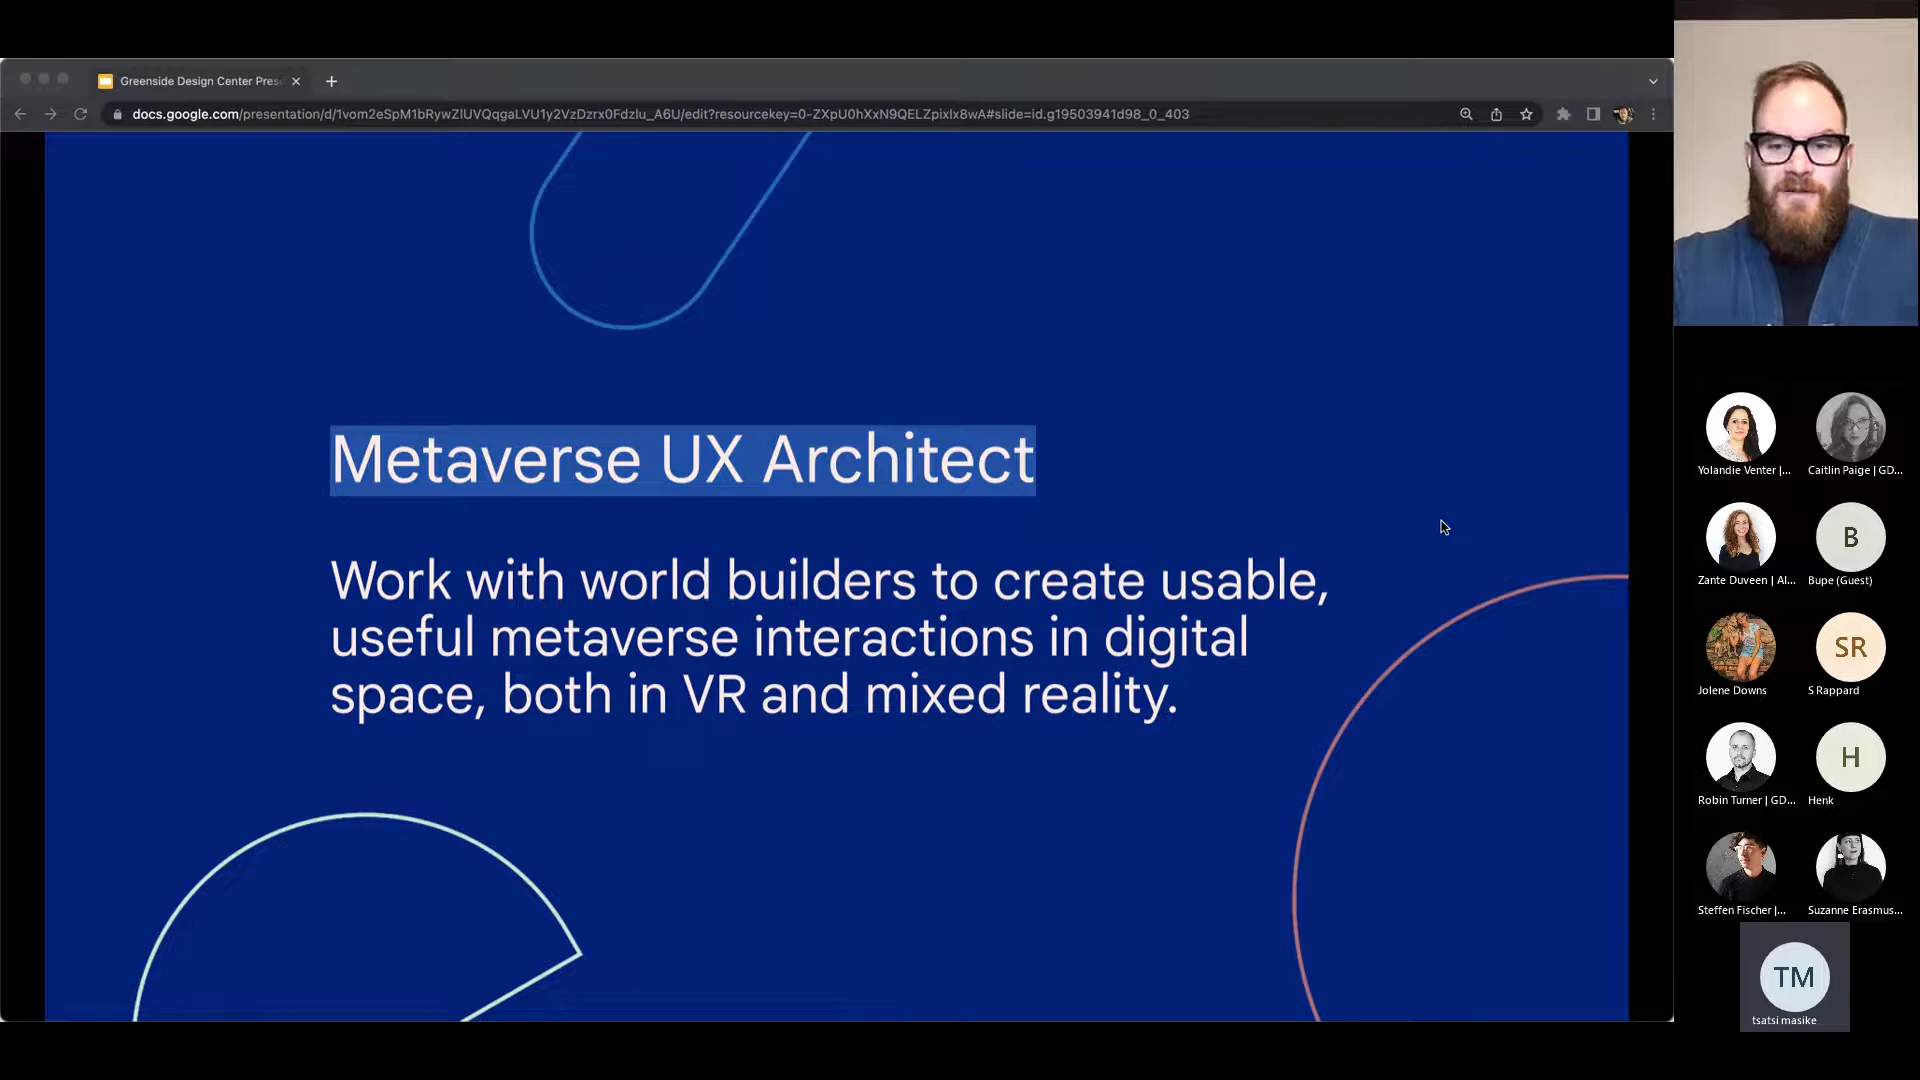 Greenside Design Center Pres
docs.google.com/presentation/d/1vom2eSpM1bRywZlUVQqgaLVU1y2VzDzrx0Fdzlu_A6U/edit?resourcekey=0-ZXpU0hXxN9QELZpixlx8wA#slide=id.g19503941d98_0_403
Metaverse UX Architect
Work with world builders to create usable,
useful metaverse interactions in digital
space, both in VR and mixed reality.
Yolandie Venter |...
Caitlin Paige | GD...
Zante Duveen | Al...
B
Bupe (Guest)
Jolene Downs
SR
S Rappard
Robin Turner | GD...
H
Henk
Steffen Fischer |...
Suzanne Erasmus...
TM
tsatsi masike